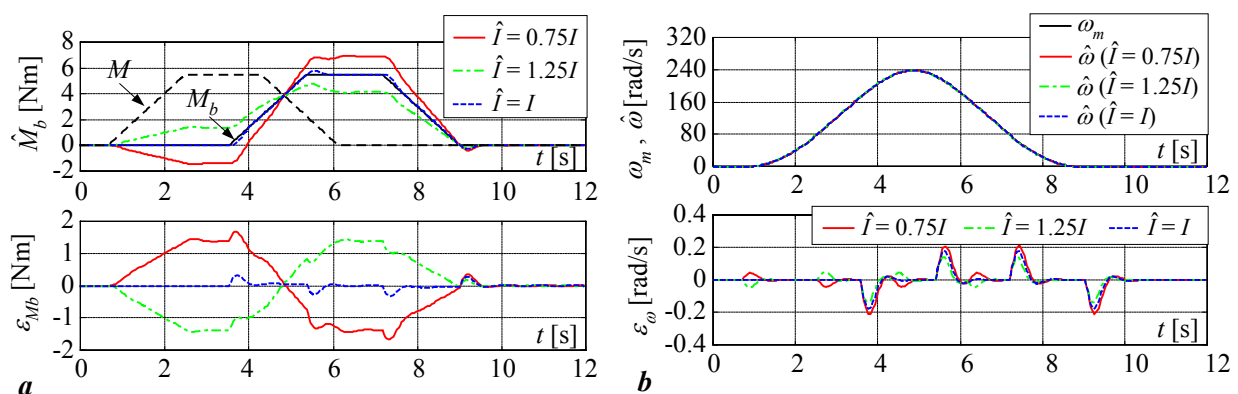 a
M̂_b [Nm]
8
6
4
2
0
-2
0 2 4 6 8 10 12
t [s]
M
M_b
Î = 0.75I
Î = 1.25I
Î = I
ε_Mb [Nm]
2
1
0
-1
-2
0 2 4 6 8 10 12
t [s]
a
b
ω_m , ω̂ [rad/s]
320
240
160
80
0
0 2 4 6 8 10 12
t [s]
ω_m
ω̂ (Î = 0.75I)
ω̂ (Î = 1.25I)
ω̂ (Î = I)
ε_ω [rad/s]
0.4
0.2
0
-0.2
-0.4
0 2 4 6 8 10 12
t [s]
Î = 0.75I Î = 1.25I Î = I
b